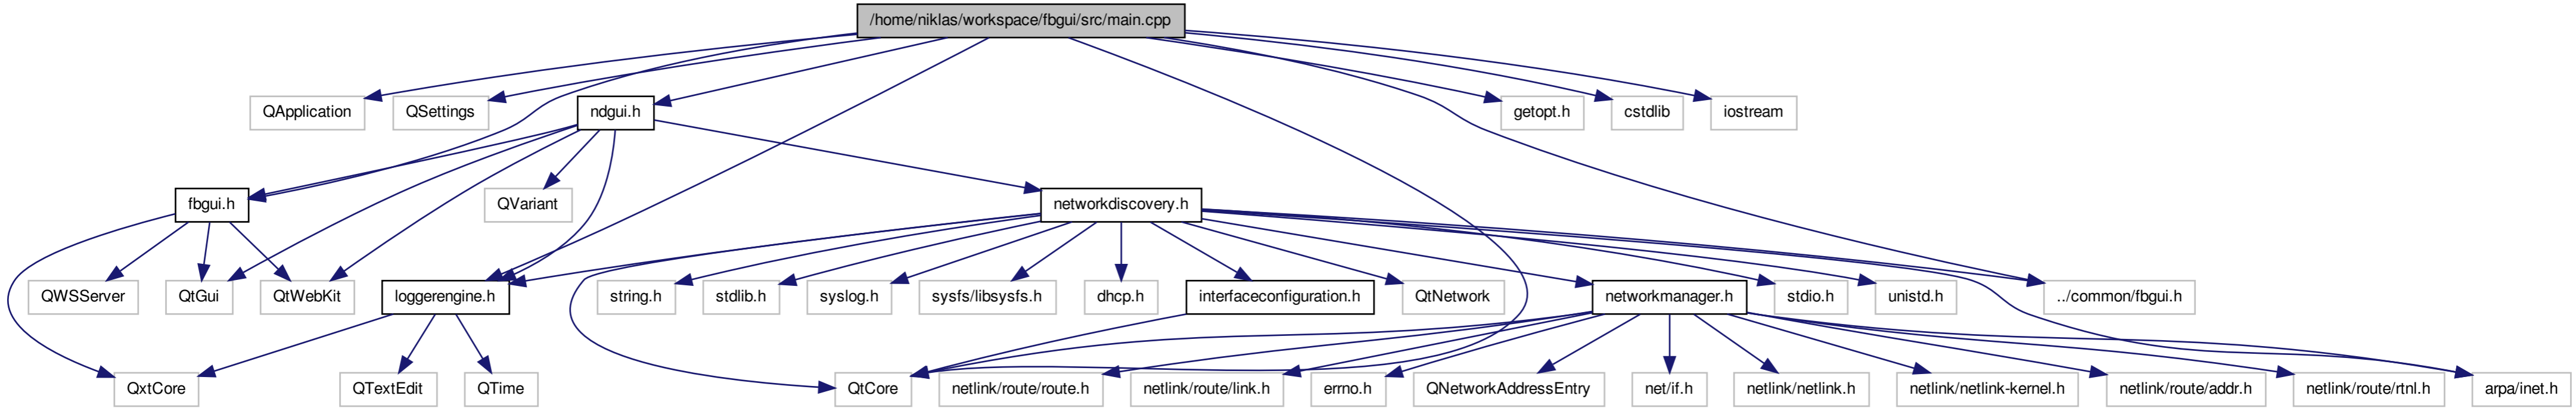 /home/niklas/workspace/fbgui/src/main.cpp
QApplication
QSettings
ndgui.h
getopt.h
cstdlib
iostream
fbgui.h
QVariant
networkdiscovery.h
QWSServer
QtGui
QtWebKit
loggerengine.h
string.h
stdlib.h
syslog.h
sysfs/libsysfs.h
dhcp.h
interfaceconfiguration.h
QtNetwork
networkmanager.h
stdio.h
unistd.h
../common/fbgui.h
QxtCore
QTextEdit
QTime
QtCore
netlink/route/route.h
netlink/route/link.h
errno.h
QNetworkAddressEntry
net/if.h
netlink/netlink.h
netlink/netlink-kernel.h
netlink/route/addr.h
netlink/route/rtnl.h
arpa/inet.h